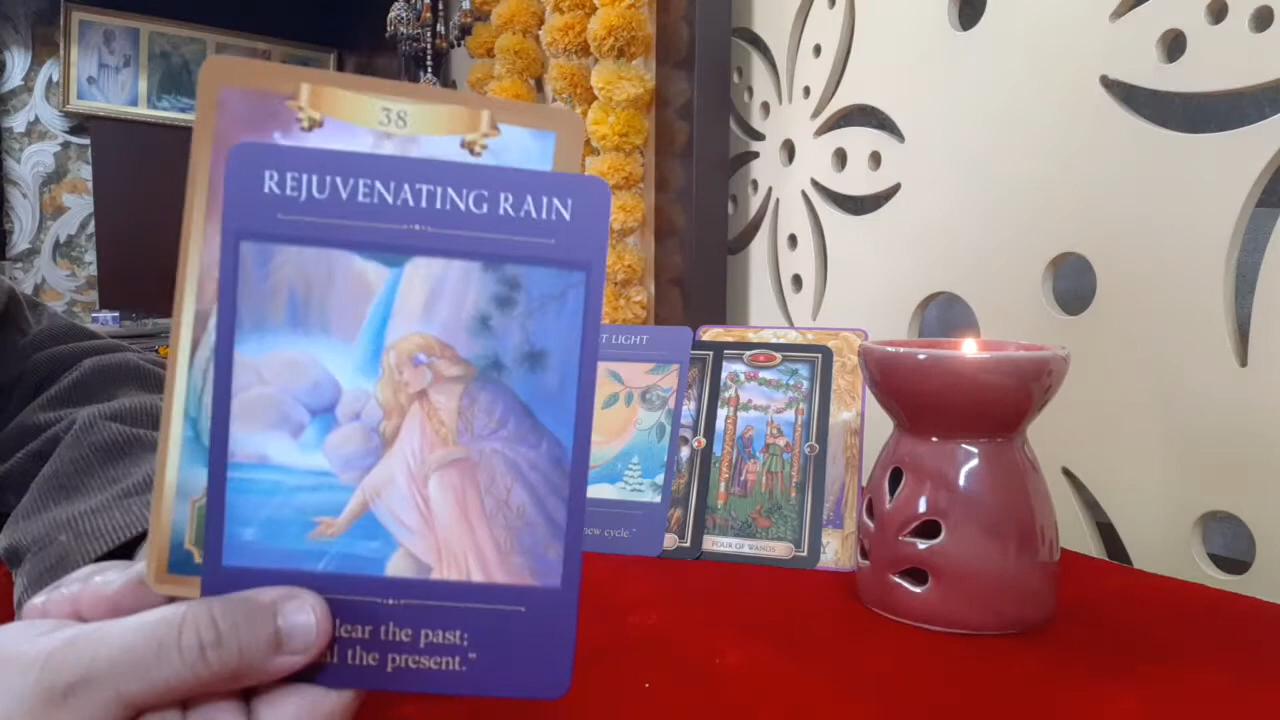 38
REJUVENATING RAIN
lear the past;
the present."
T LIGHT
new cycle."
FOUR OF WANDS